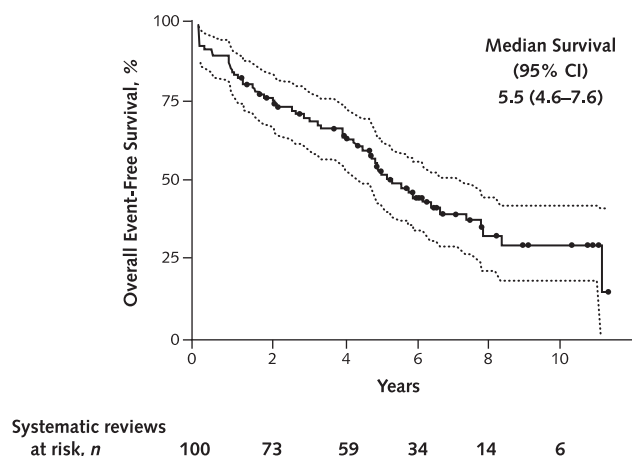 100
75
50
25
0
Overall Event-Free Survival, %
Median Survival
(95% CI)
5.5 (4.6–7.6)
0 2 4 6 8 10
Years
Systematic reviews
at risk, n 100 73 59 34 14 6